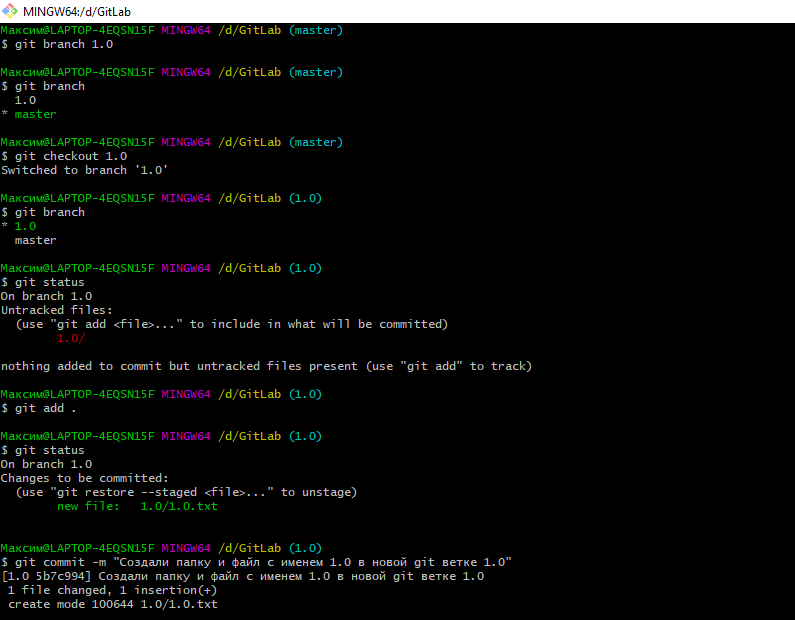 MINGW64:/d/GitLab
Максим@LAPTOP-4EQSN15F MINGW64 /d/GitLab (master)
$ git branch 1.0
Максим@LAPTOP-4EQSN15F MINGW64 /d/GitLab (master)
$ git branch
  1.0
* master
Максим@LAPTOP-4EQSN15F MINGW64 /d/GitLab (master)
$ git checkout 1.0
Switched to branch '1.0'
Максим@LAPTOP-4EQSN15F MINGW64 /d/GitLab (1.0)
$ git branch
* 1.0
  master
Максим@LAPTOP-4EQSN15F MINGW64 /d/GitLab (1.0)
$ git status
On branch 1.0
Untracked files:
  (use "git add <file>..." to include in what will be committed)
        1.0/
nothing added to commit but untracked files present (use "git add" to track)
Максим@LAPTOP-4EQSN15F MINGW64 /d/GitLab (1.0)
$ git add .
Максим@LAPTOP-4EQSN15F MINGW64 /d/GitLab (1.0)
$ git status
On branch 1.0
Changes to be committed:
  (use "git restore --staged <file>..." to unstage)
        new file:   1.0/1.0.txt
Максим@LAPTOP-4EQSN15F MINGW64 /d/GitLab (1.0)
$ git commit -m "Создали папку и файл с именем 1.0 в новой git ветке 1.0"
[1.0 5b7c994] Создали папку и файл с именем 1.0 в новой git ветке 1.0
 1 file changed, 1 insertion(+)
 create mode 100644 1.0/1.0.txt